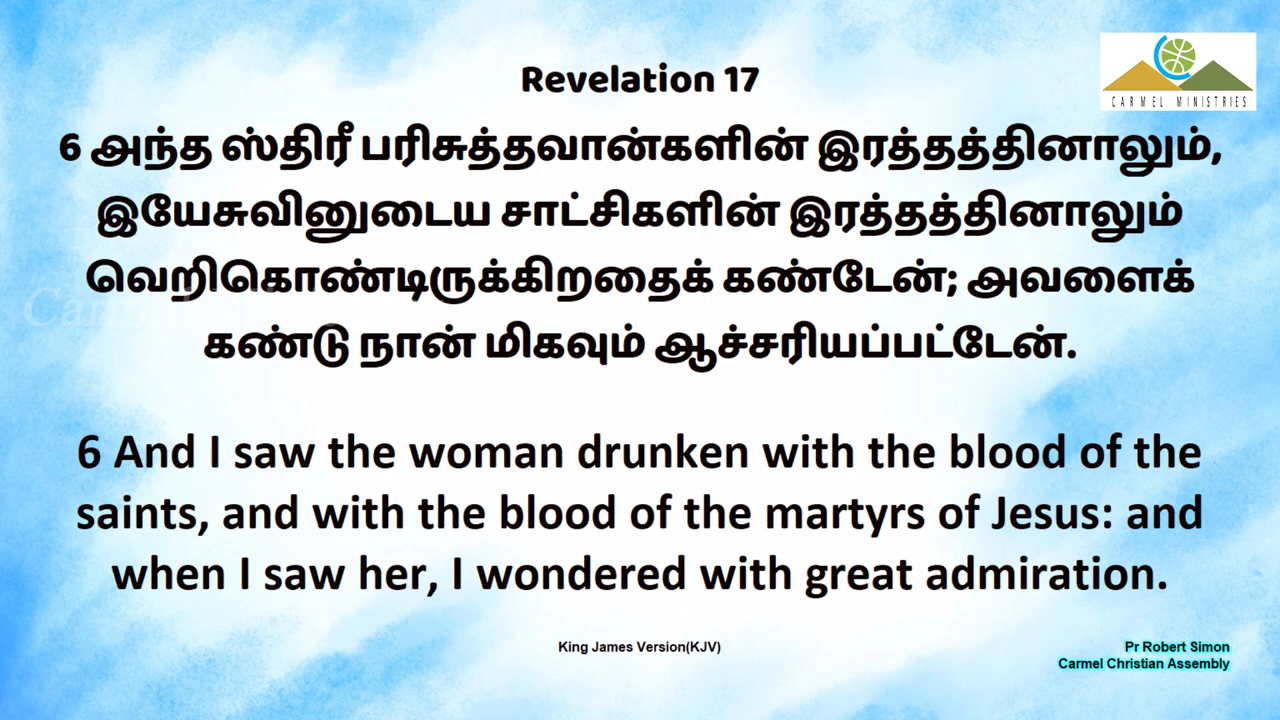 Revelation 17
CARMEL MINISTRIES
6 அந்த ஸ்திரீ பரிசுத்தவான்களின் இரத்தத்தினாலும்,
இயேசுவினுடைய சாட்சிகளின் இரத்தத்தினாலும்
வெறிகொண்டிருக்கிறதைக் கண்டேன்; அவளைக்
கண்டு நான் மிகவும் ஆச்சரியப்பட்டேன்.
6 And I saw the woman drunken with the blood of the
saints, and with the blood of the martyrs of Jesus: and
when I saw her, I wondered with great admiration.
King James Version(KJV)
Pr Robert Simon
Carmel Christian Assembly